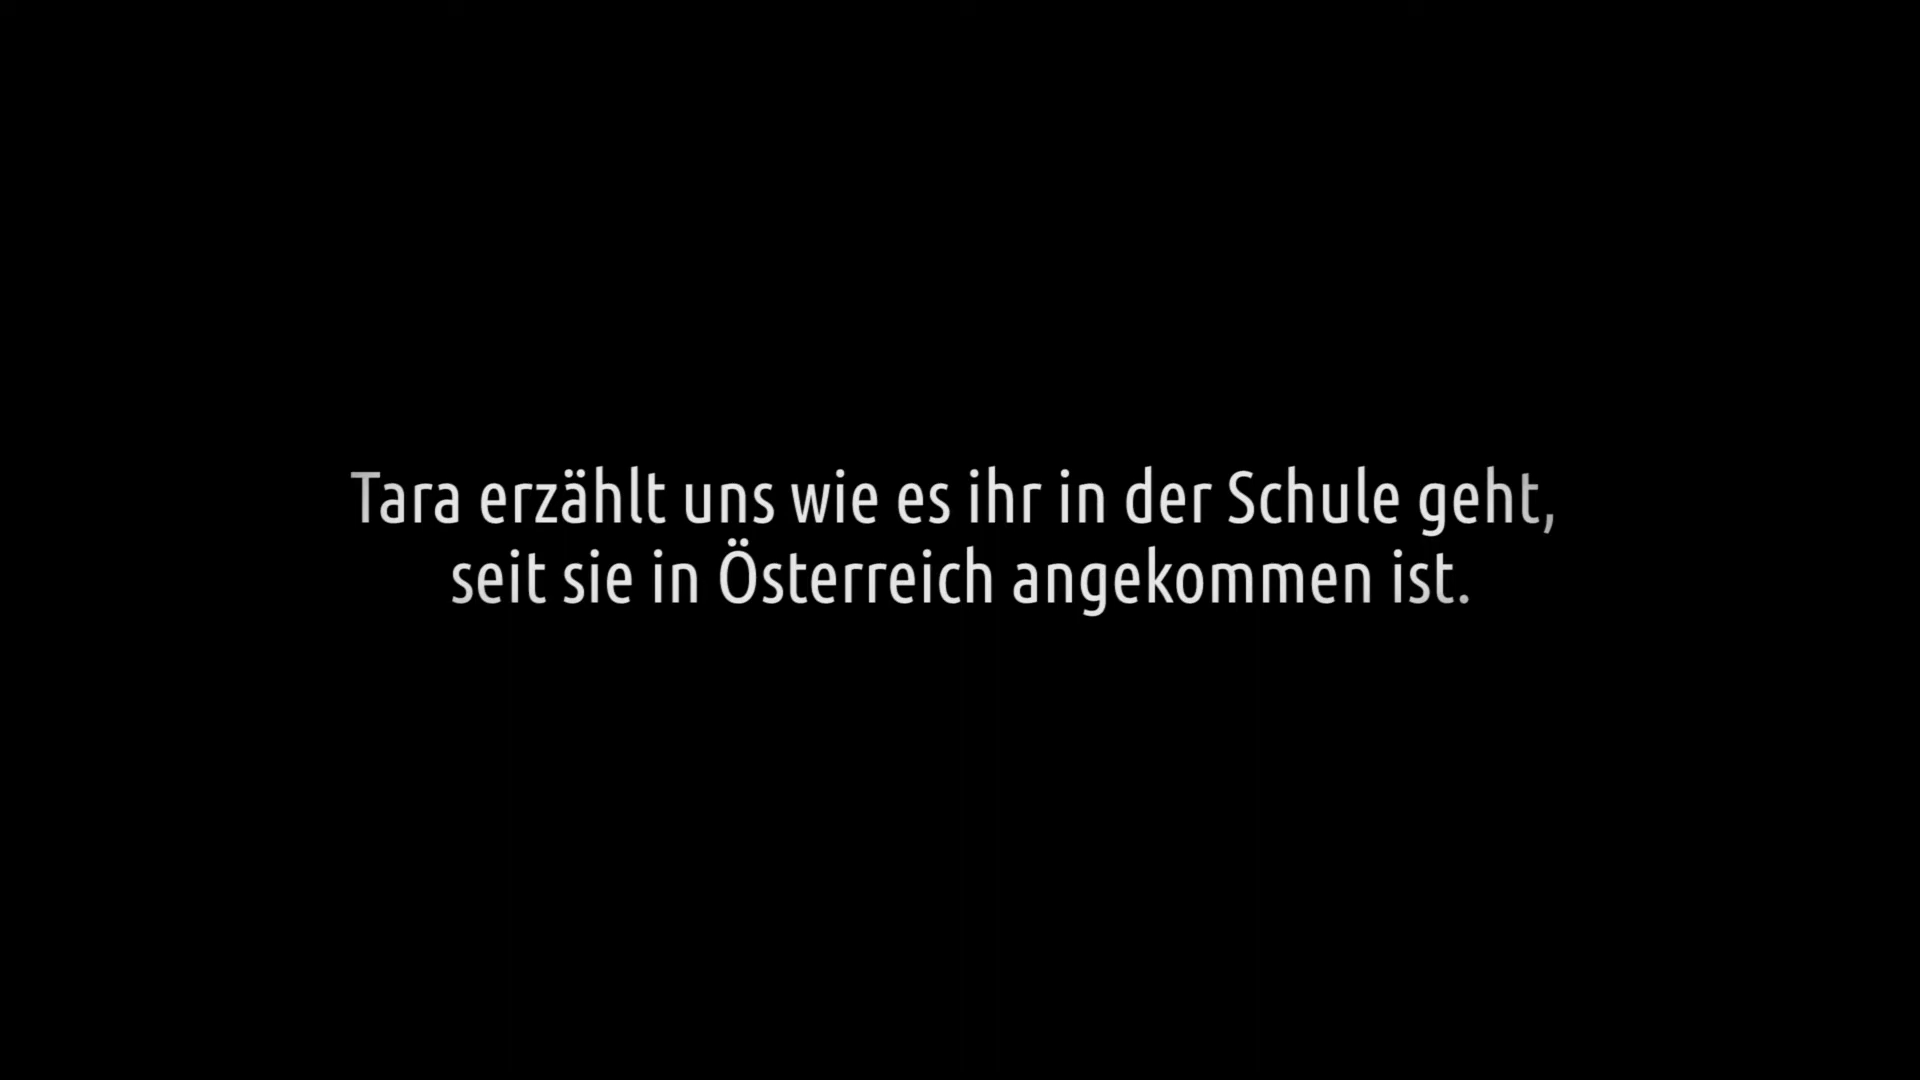 Tara erzählt uns wie es ihr in der Schule geht,
seit sie in Österreich angekommen ist.